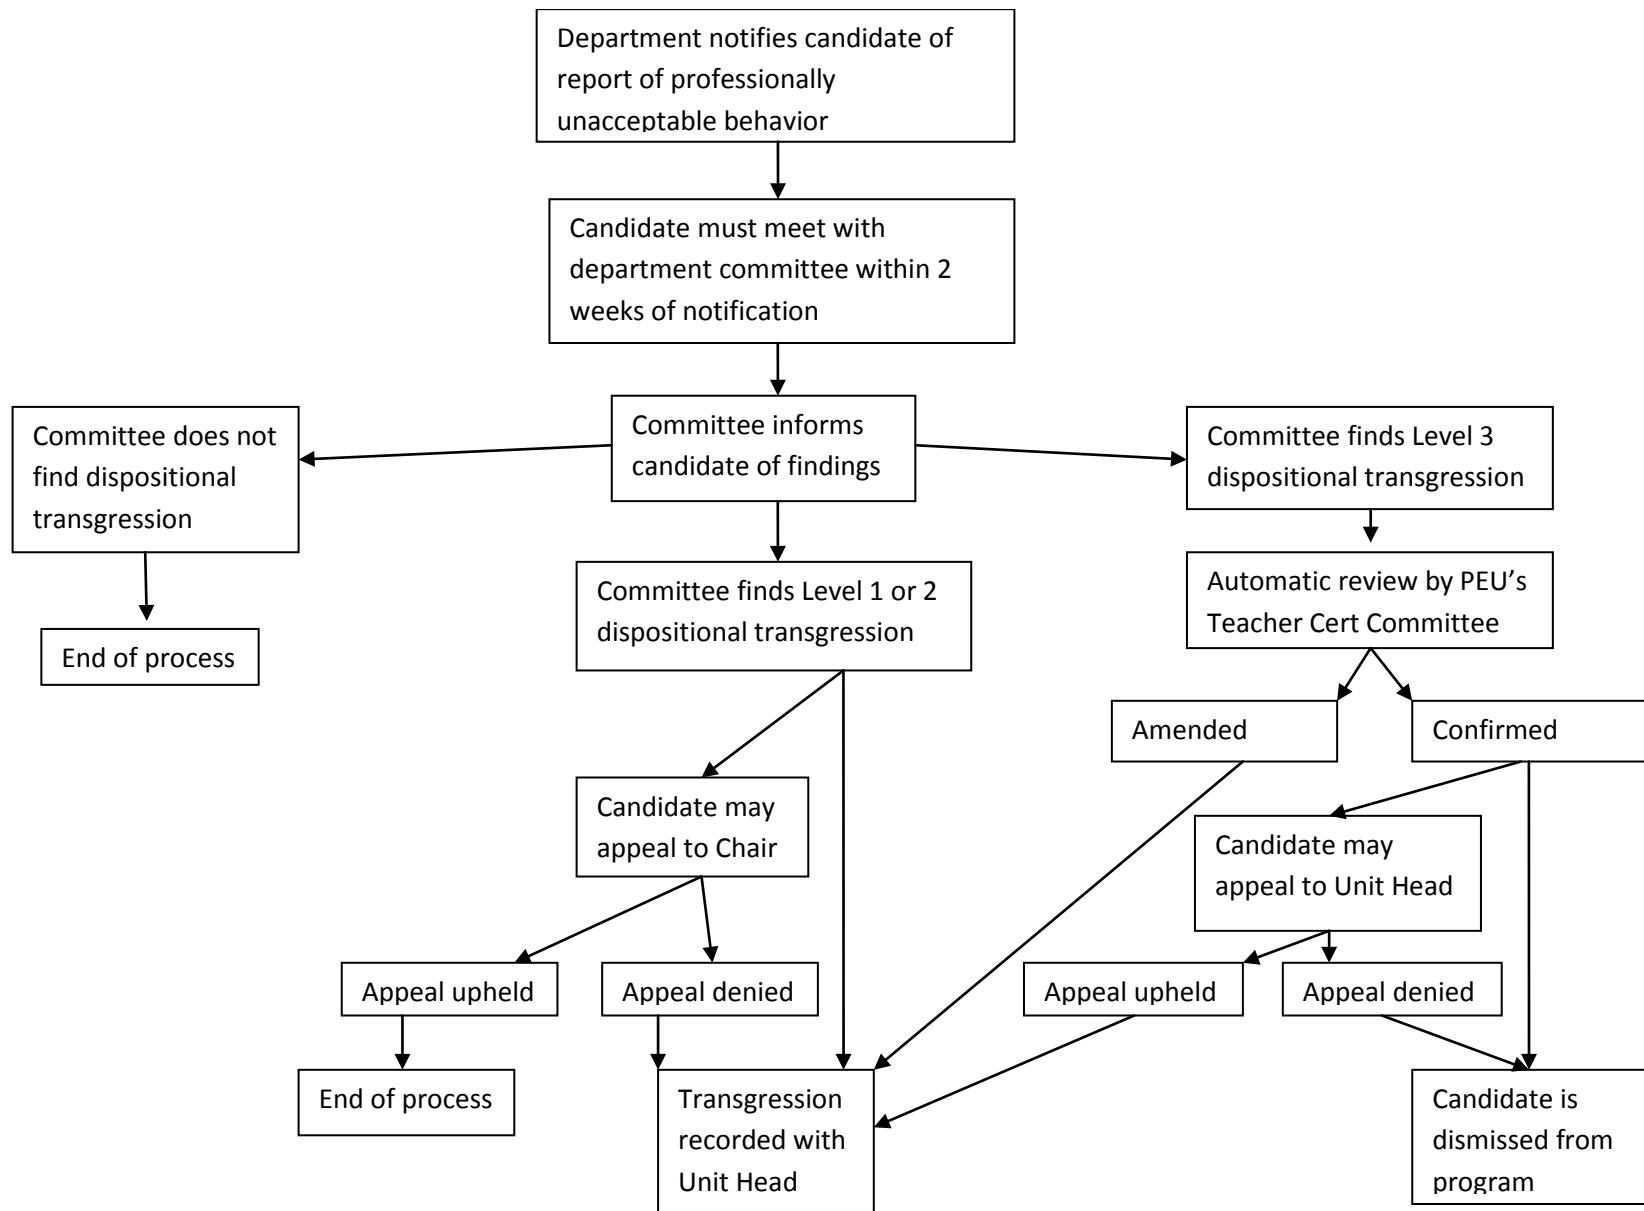 Department notifies candidate of
report of professionally
unacceptable behavior
Candidate must meet with
department committee within 2
weeks of notification
Committee does not
find dispositional
transgression
Committee informs
candidate of findings
Committee finds Level 3
dispositional transgression
End of process
Committee finds Level 1 or 2
dispositional transgression
Automatic review by PEU’s
Teacher Cert Committee
Amended
Confirmed
Candidate may
appeal to Chair
Candidate may
appeal to Unit Head
Appeal upheld
Appeal denied
Appeal upheld
Appeal denied
End of process
Transgression
recorded with
Unit Head
Candidate is
dismissed from
program